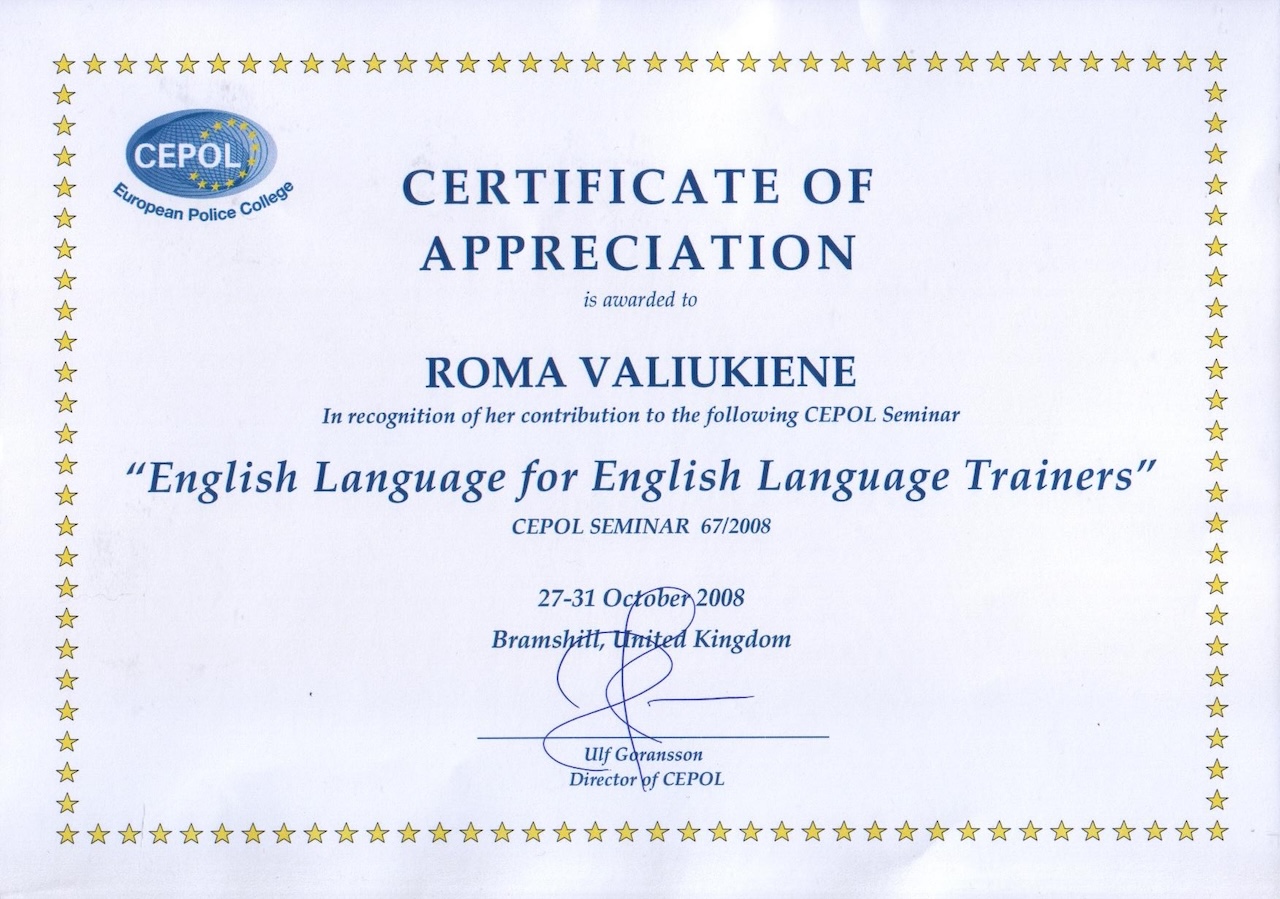 CEPOL
European Police College
CERTIFICATE OF
APPRECIATION
is awarded to
ROMA VALIUKIENE
In recognition of her contribution to the following CEPOL Seminar
“English Language for English Language Trainers”
CEPOL SEMINAR 67/2008
27-31 October 2008
Bramshill, United Kingdom
Ulf Goransson
Director of CEPOL